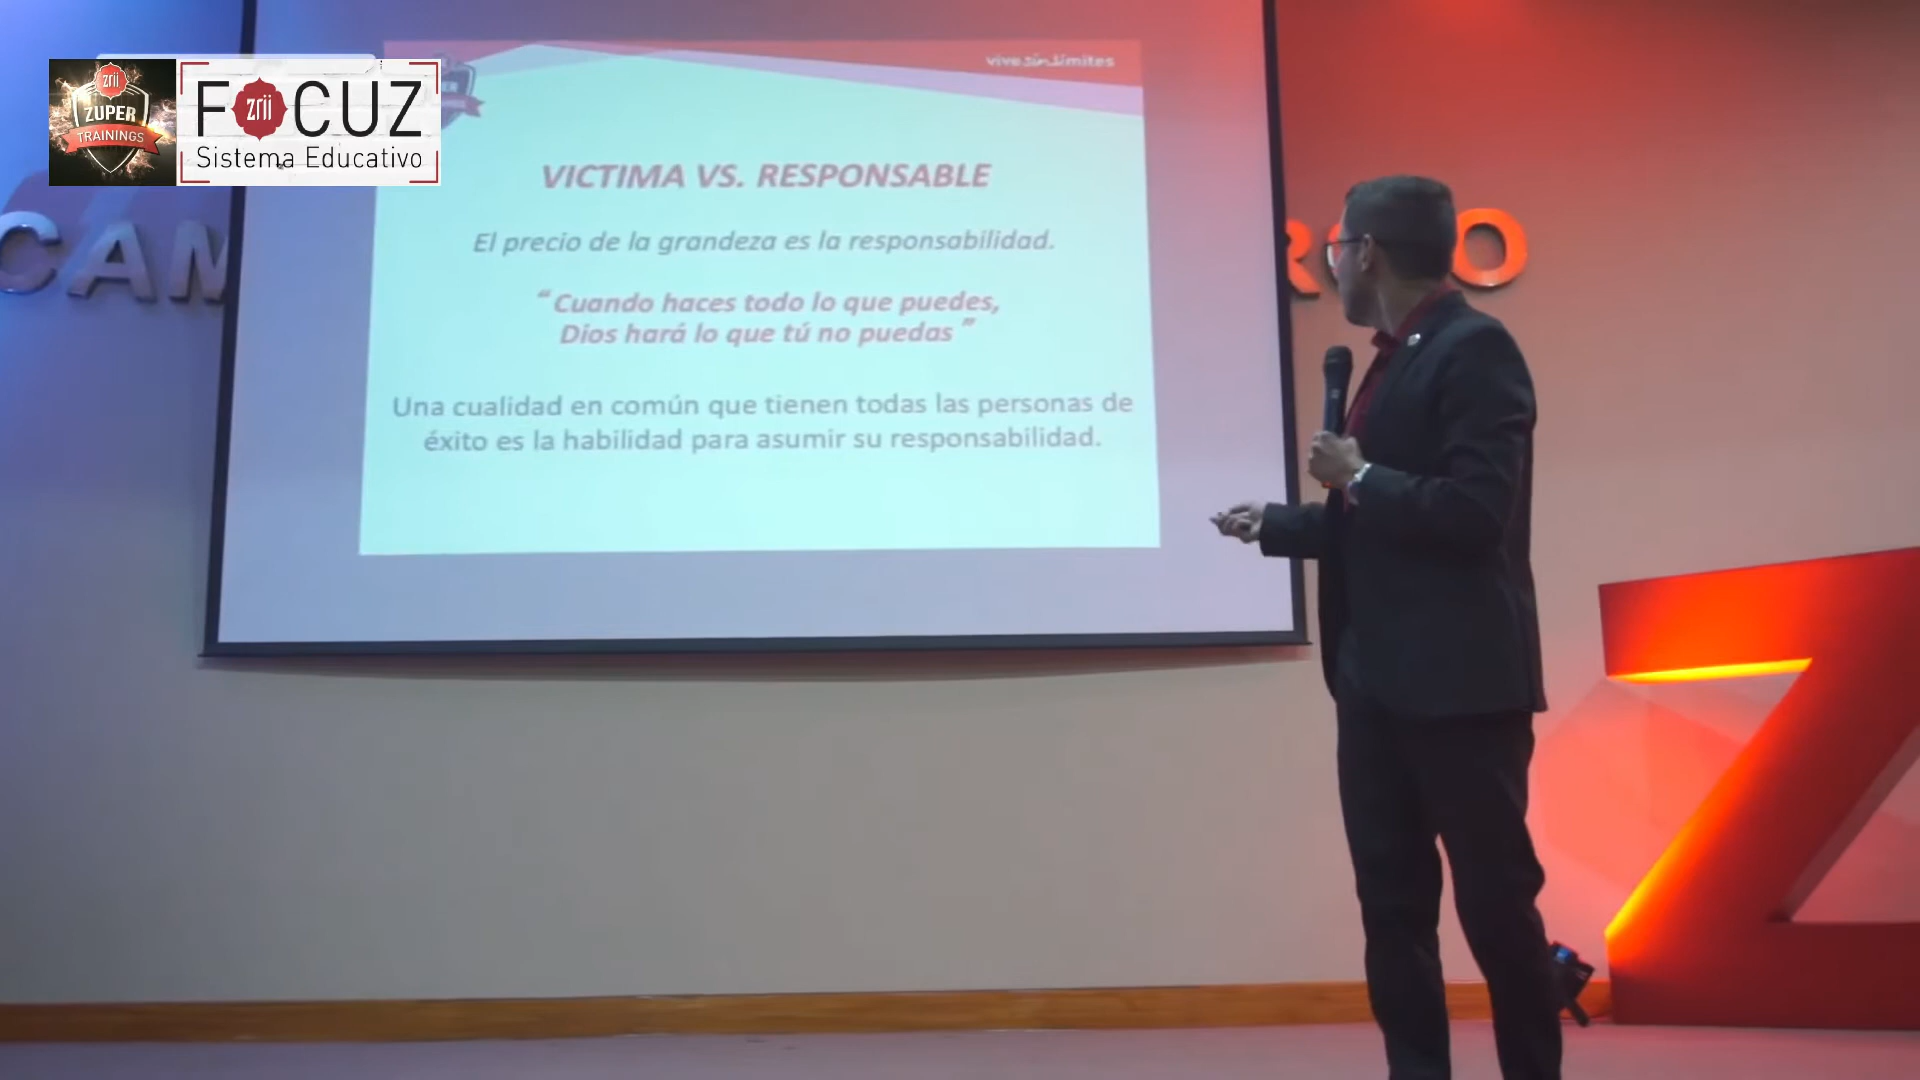 zrii
ZUPER
TRAININGS
FOCUZ
zrii
Sistema Educativo
vive sin límites
VICTIMA VS. RESPONSABLE
El precio de la grandeza es la responsabilidad.
“Cuando haces todo lo que puedes,
Dios hará lo que tú no puedas”
Una cualidad en común que tienen todas las personas de
éxito es la habilidad para asumir su responsabilidad.
CAM
O
Z